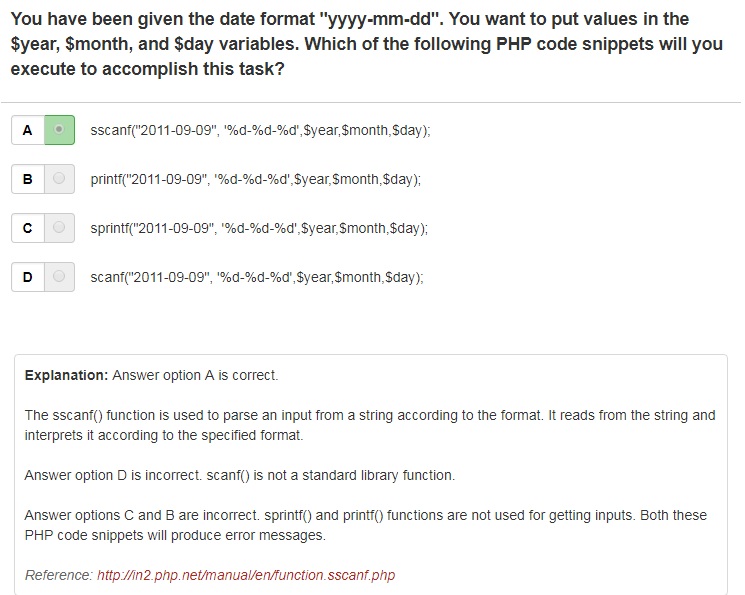 You have been given the date format "yyyy-mm-dd". You want to put values in the
$year, $month, and $day variables. Which of the following PHP code snippets will you
execute to accomplish this task?
A sscanf("2011-09-09", '%d-%d-%d',$year,$month,$day);
B printf("2011-09-09", '%d-%d-%d',$year,$month,$day);
C sprintf("2011-09-09", '%d-%d-%d',$year,$month,$day);
D scanf("2011-09-09", '%d-%d-%d',$year,$month,$day);
Explanation: Answer option A is correct.
The sscanf() function is used to parse an input from a string according to the format. It reads from the string and
interprets it according to the specified format.
Answer option D is incorrect. scanf() is not a standard library function.
Answer options C and B are incorrect. sprintf() and printf() functions are not used for getting inputs. Both these
PHP code snippets will produce error messages.
Reference: http://in2.php.net/manual/en/function.sscanf.php